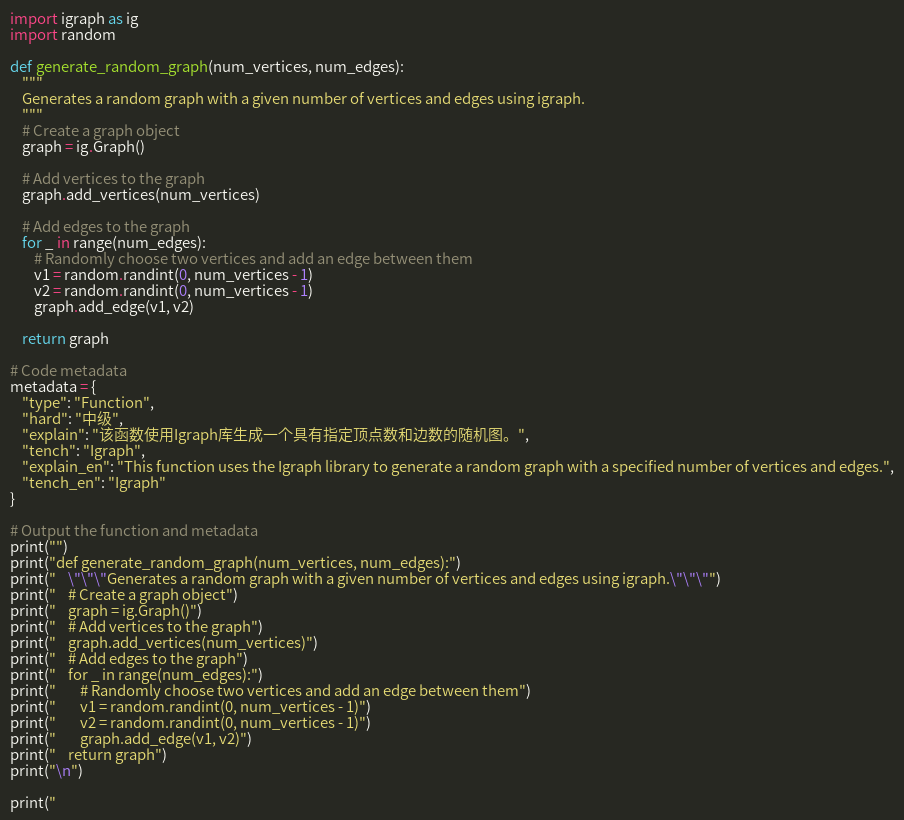 import igraph as ig
import random

def generate_random_graph(num_vertices, num_edges):
    """
    Generates a random graph with a given number of vertices and edges using igraph.
    """
    # Create a graph object
    graph = ig.Graph()

    # Add vertices to the graph
    graph.add_vertices(num_vertices)

    # Add edges to the graph
    for _ in range(num_edges):
        # Randomly choose two vertices and add an edge between them
        v1 = random.randint(0, num_vertices - 1)
        v2 = random.randint(0, num_vertices - 1)
        graph.add_edge(v1, v2)

    return graph

# Code metadata
metadata = {
    "type": "Function",
    "hard": "中级",
    "explain": "该函数使用Igraph库生成一个具有指定顶点数和边数的随机图。",
    "tench": "Igraph",
    "explain_en": "This function uses the Igraph library to generate a random graph with a specified number of vertices and edges.",
    "tench_en": "Igraph"
}

# Output the function and metadata
print("")
print("def generate_random_graph(num_vertices, num_edges):")
print("    \"\"\"Generates a random graph with a given number of vertices and edges using igraph.\"\"\"")
print("    # Create a graph object")
print("    graph = ig.Graph()")
print("    # Add vertices to the graph")
print("    graph.add_vertices(num_vertices)")
print("    # Add edges to the graph")
print("    for _ in range(num_edges):")
print("        # Randomly choose two vertices and add an edge between them")
print("        v1 = random.randint(0, num_vertices - 1)")
print("        v2 = random.randint(0, num_vertices - 1)")
print("        graph.add_edge(v1, v2)")
print("    return graph")
print("\n")

print("